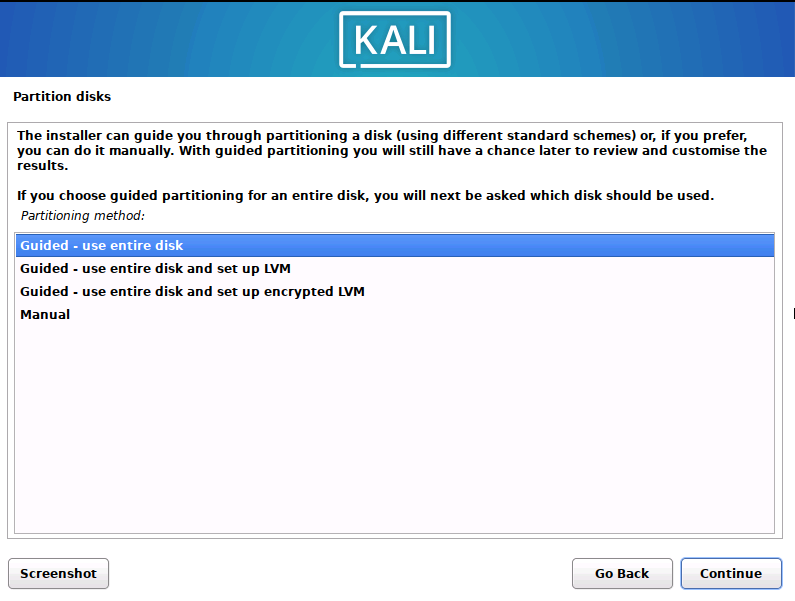 KALI
Partition disks
The installer can guide you through partitioning a disk (using different standard schemes) or, if you prefer,
you can do it manually. With guided partitioning you will still have a chance later to review and customise the
results.
If you choose guided partitioning for an entire disk, you will next be asked which disk should be used.
Partitioning method:
Guided - use entire disk
Guided - use entire disk and set up LVM
Guided - use entire disk and set up encrypted LVM
Manual
Screenshot
Go Back
Continue